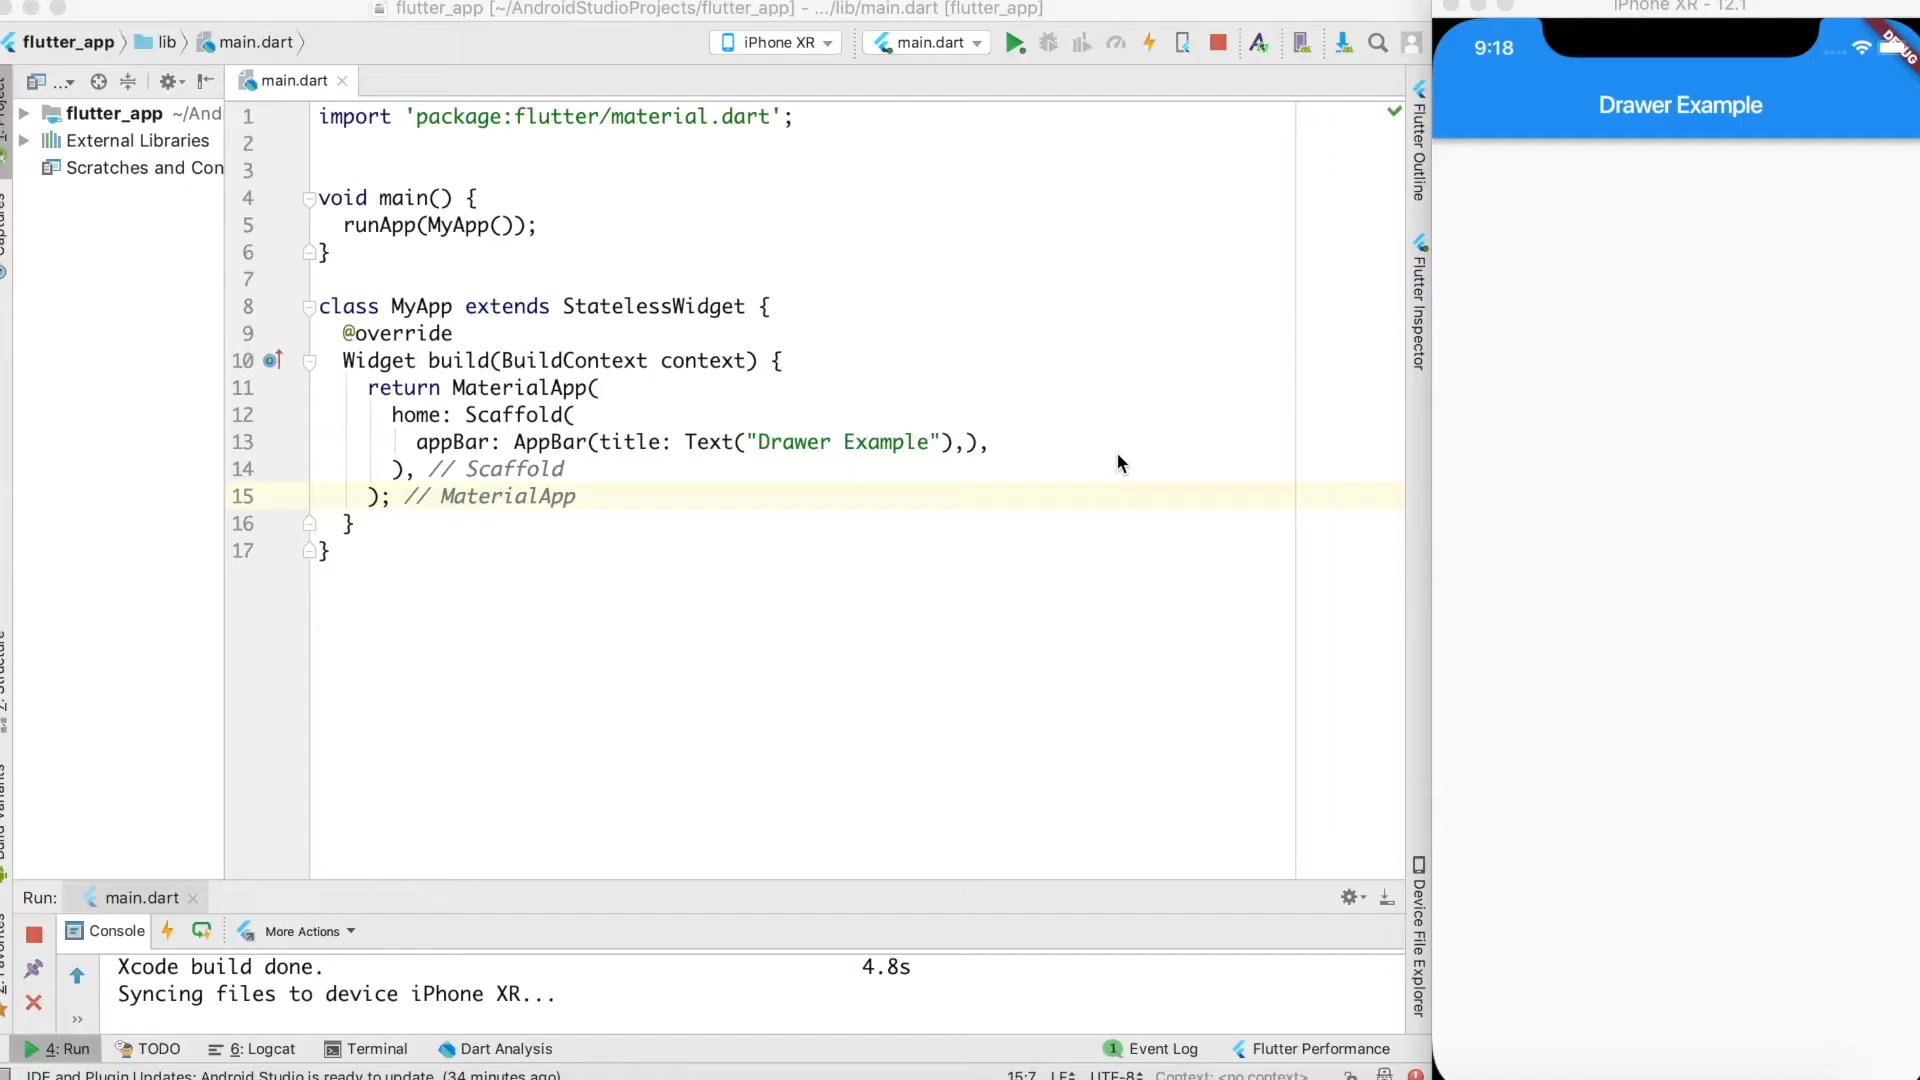 flutter_app [~/AndroidStudioProjects/flutter_app] - .../lib/main.dart [flutter_app]
iPhone XR - 12.1
flutter_app
lib
main.dart
iPhone XR
main.dart
...
main.dart
flutter_app ~/And
External Libraries
Scratches and Con
1 import 'package:flutter/material.dart';
2
3
4 void main() {
5 runApp(MyApp());
6 }
7
8 class MyApp extends StatelessWidget {
9 @override
10 Widget build(BuildContext context) {
11 return MaterialApp(
12 home: Scaffold(
13 appBar: AppBar(title: Text("Drawer Example"),),
14 ), // Scaffold
15 ); // MaterialApp
16 }
17 }
Flutter Outline
Flutter Inspector
Device File Explorer
9:18
DEBUG
Drawer Example
Run: main.dart
Console
More Actions
Xcode build done. 4.8s
Syncing files to device iPhone XR...
4: Run
TODO
6: Logcat
Terminal
Dart Analysis
1 Event Log
Flutter Performance
IDE and Plugin Updates: Android Studio is ready to update. (34 minutes ago)
15:7 LF UTF-8 Context: <no context>